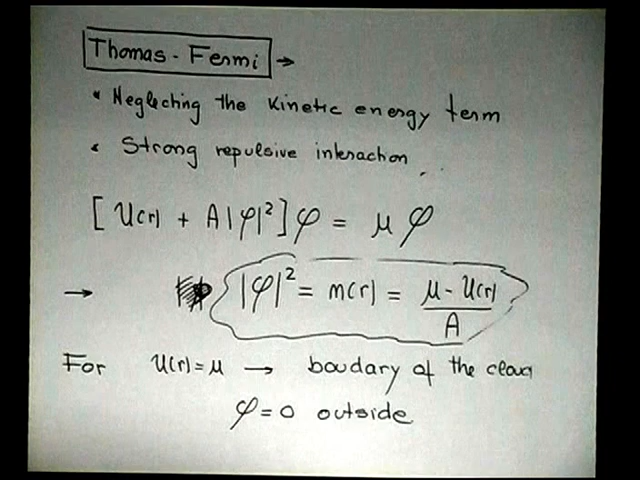 Thomas - Fermi →
• Neglecting the kinetic energy term
• Strong repulsive interaction
[ U(r) + A|φ|² ] φ = μ φ
→ |φ|² = n(r) = (μ - U(r)) / A
For U(r) = μ → boudary of the cloud
φ = 0 outside